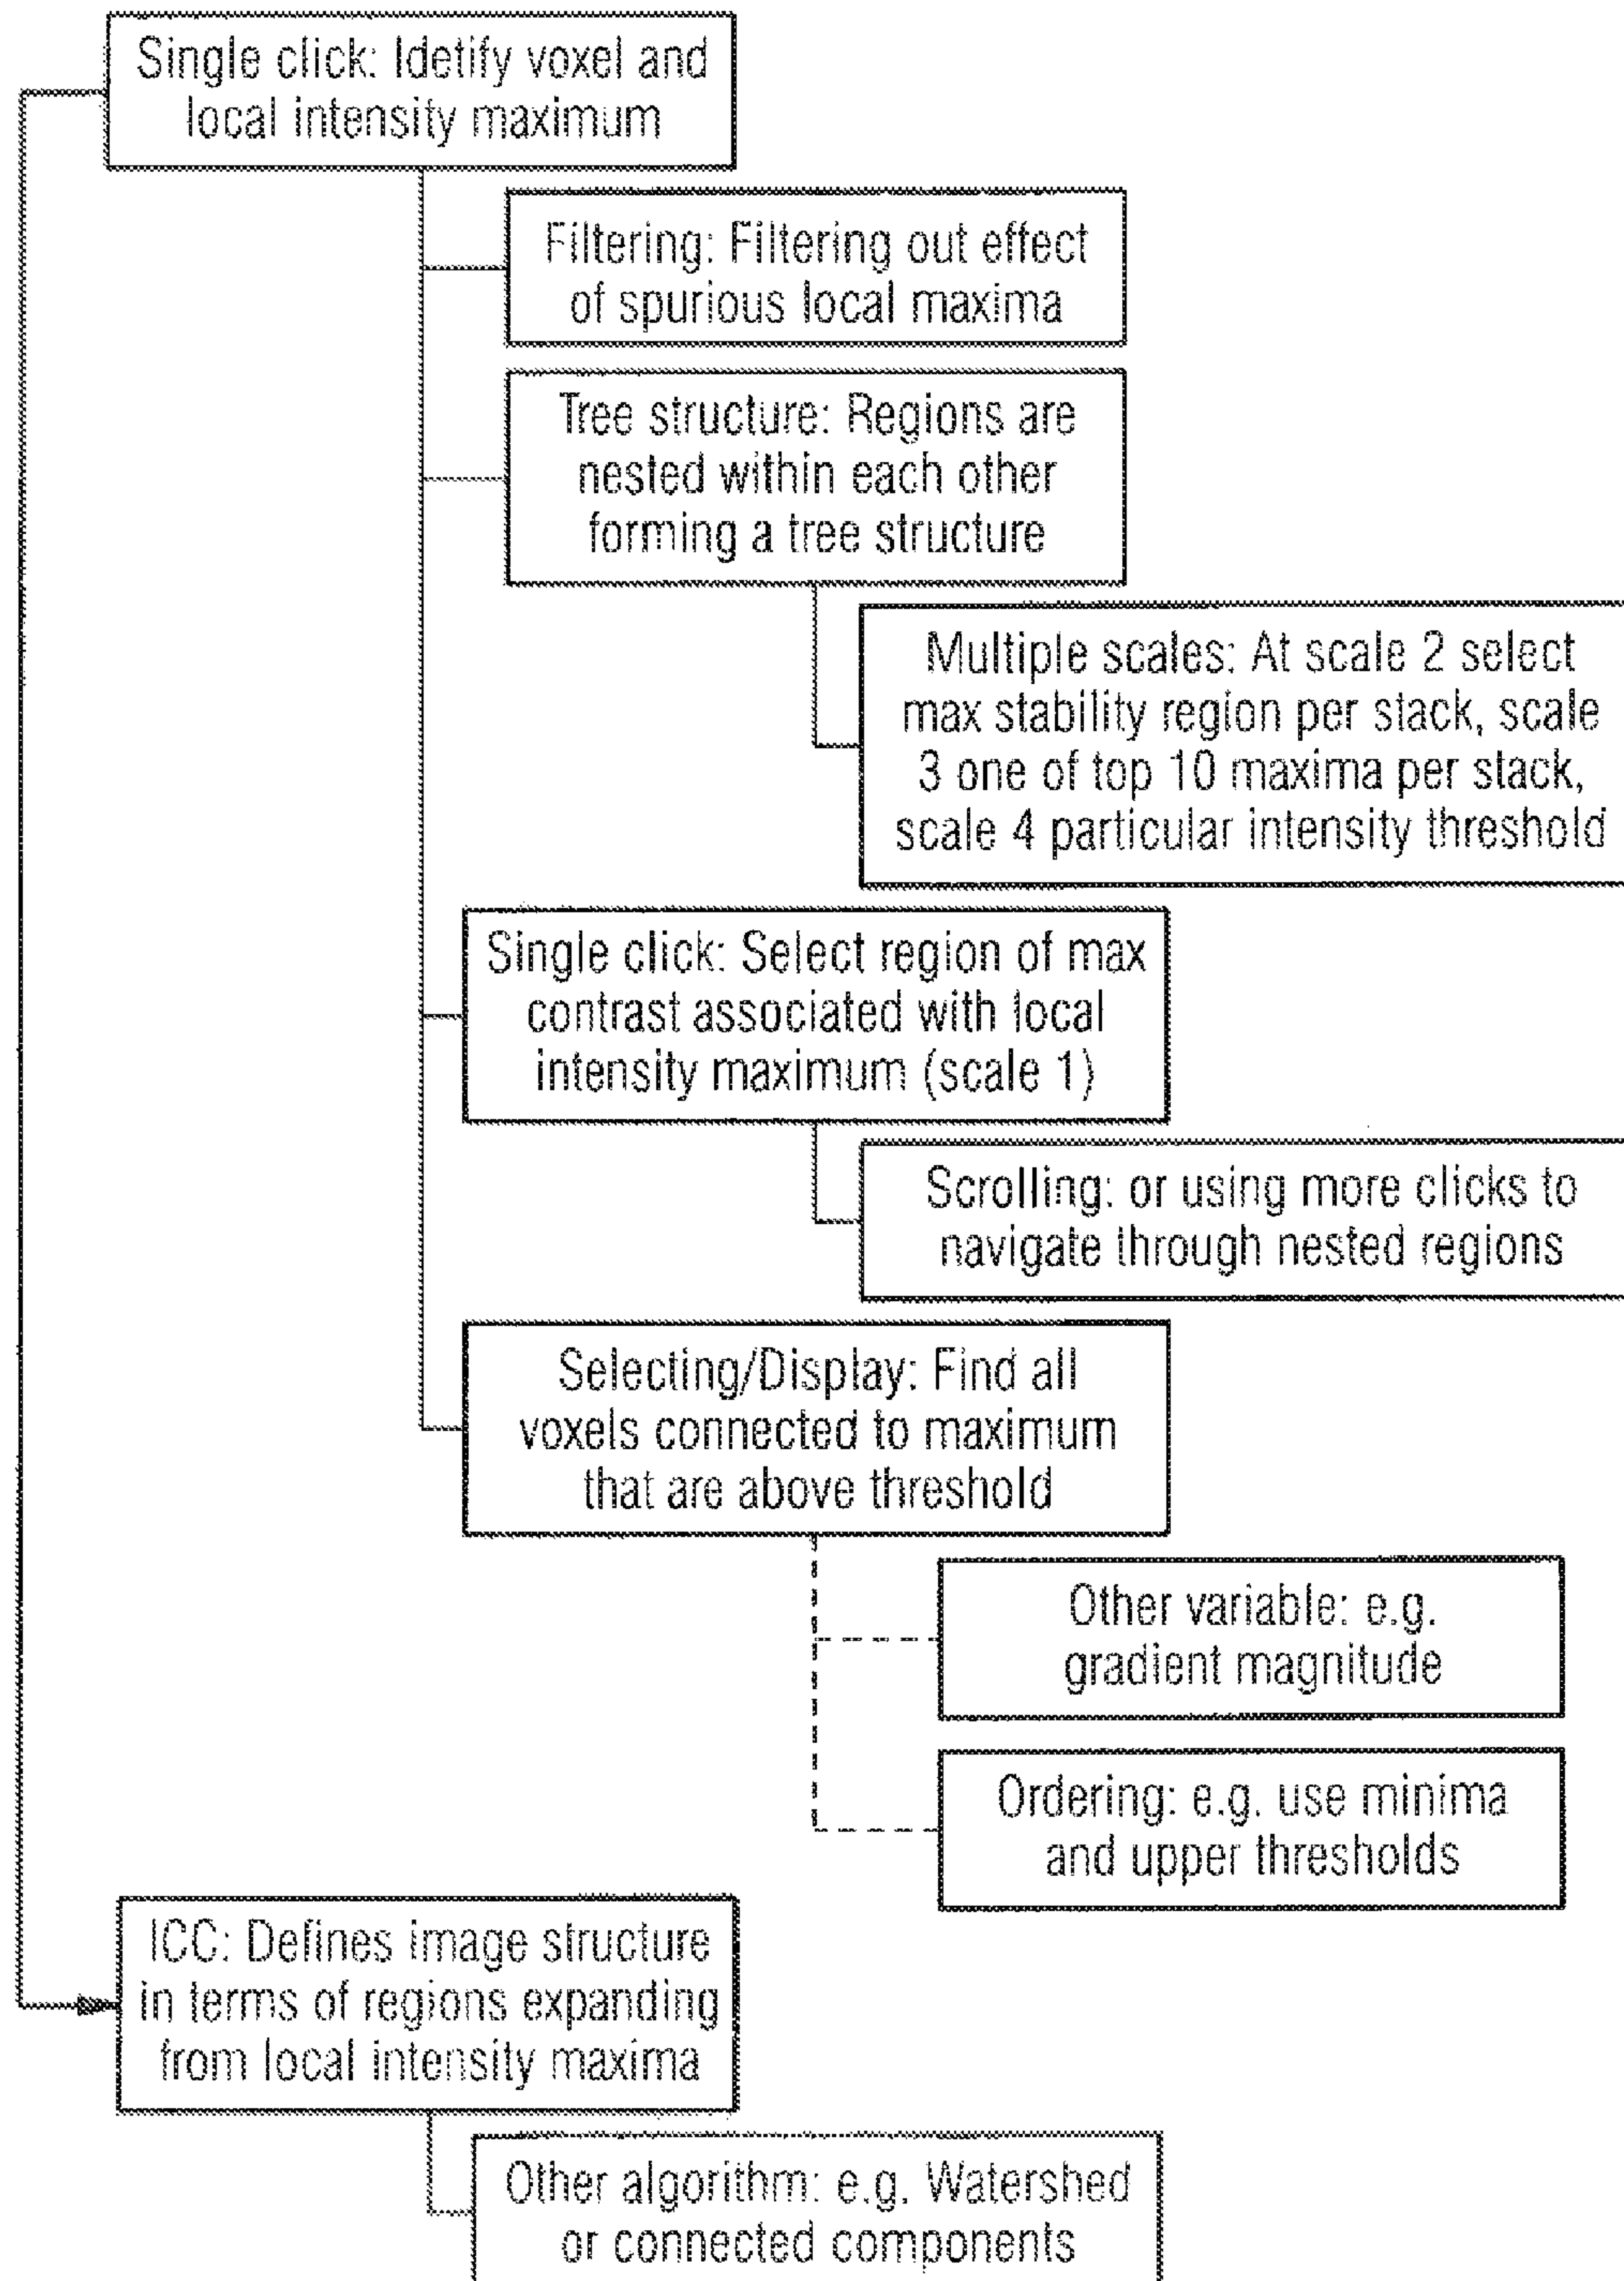 Single click: Idetify voxel and
local intensity maximum
Filtering: Filtering out effect
of spurious local maxima
Tree structure: Regions are
nested within each other
forming a tree structure
Multiple scales: At scale 2 select
max stability region per stack, scale
3 one of top 10 maxima per stack,
scale 4 particular intensity threshold
Single click: Select region of max
contrast associated with local
intensity maximum (scale 1)
Scrolling: or using more clicks to
navigate through nested regions
Selecting/Display: Find all
voxels connected to maximum
that are above threshold
Other variable: e.g.
gradient magnitude
Ordering: e.g. use minima
and upper thresholds
ICC: Defines image structure
in terms of regions expanding
from local intensity maxima
Other algorithm: e.g. Watershed
or connected components